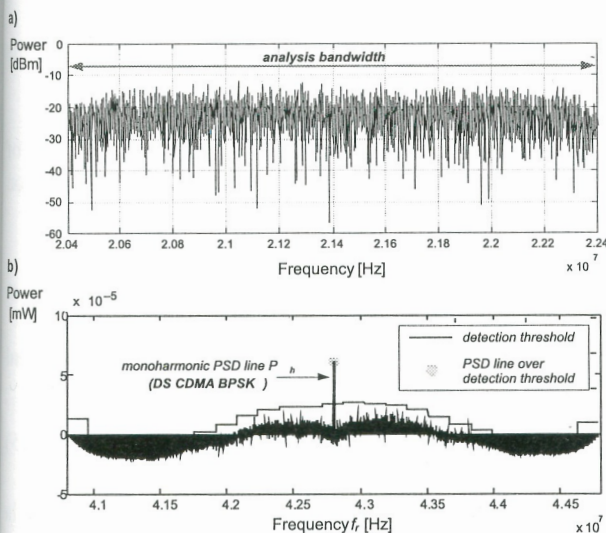 a)
Power
[dBm]
0
-10
-20
-30
-40
-50
-60
analysis bandwidth
2.04 2.06 2.08 2.1 2.12 2.14 2.16 2.18 2.2 2.22 2.24
Frequency [Hz]
x 10^7
b)
Power
[mW]
x 10^-5
10
5
0
-5
monoharmonic PSD line P h
(DS CDMA BPSK )
detection threshold
PSD line over
detection threshold
4.1 4.15 4.2 4.25 4.3 4.35 4.4 4.45
Frequency fr [Hz]
x 10^7